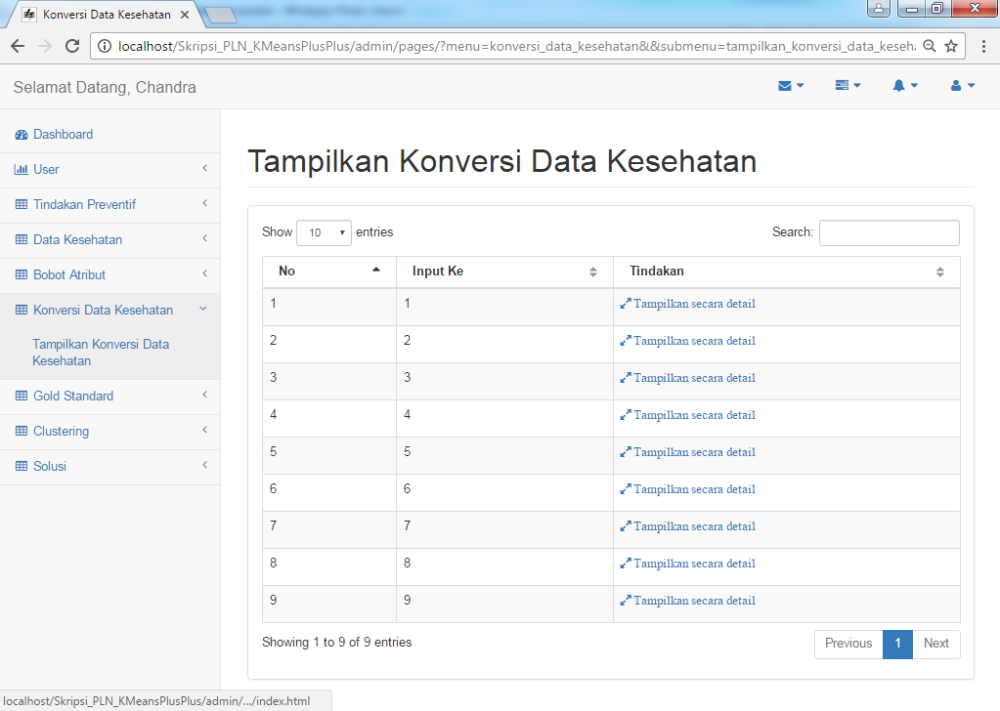 Konversi Data Kesehatan
localhost/Skripsi_PLN_KMeansPlusPlus/admin/pages/?menu=konversi_data_kesehatan&&submenu=tampilkan_konversi_data_keseh
Selamat Datang, Chandra
Dashboard
User
Tindakan Preventif
Data Kesehatan
Bobot Atribut
Konversi Data Kesehatan
Tampilkan Konversi Data
Kesehatan
Gold Standard
Clustering
Solusi
Tampilkan Konversi Data Kesehatan
Show 10 entries Search:
No Input Ke Tindakan
1 1 Tampilkan secara detail
2 2 Tampilkan secara detail
3 3 Tampilkan secara detail
4 4 Tampilkan secara detail
5 5 Tampilkan secara detail
6 6 Tampilkan secara detail
7 7 Tampilkan secara detail
8 8 Tampilkan secara detail
9 9 Tampilkan secara detail
Showing 1 to 9 of 9 entries Previous 1 Next
localhost/Skripsi_PLN_KMeansPlusPlus/admin/.../index.html